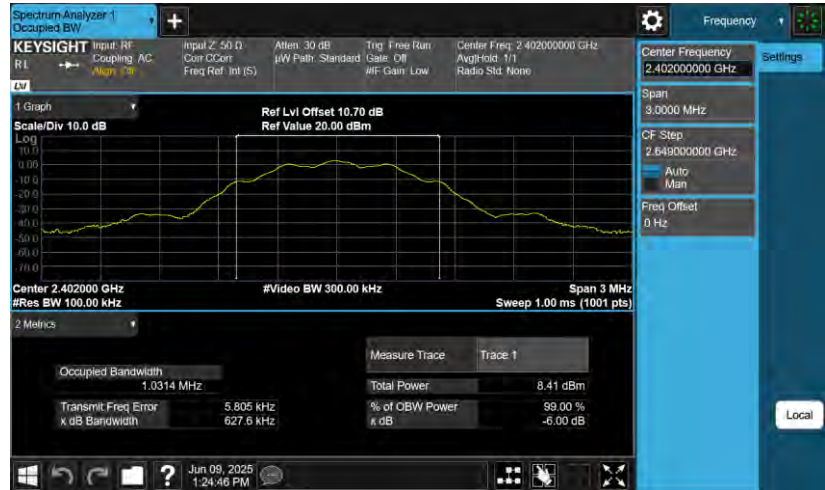 Spectrum Analyzer 1
Occupied BW
+
Frequency
KEYSIGHT
RL
Input: RF
Coupling: AC
Align: Off
Input Z: 50 Ω
Corr CCorr
Freq Ref: Int (S)
Atten: 30 dB
µW Path: Standard
Trig: Free Run
Gate: Off
#IF Gain: Low
Center Freq: 2.402000000 GHz
Avg|Hold: 1/1
Radio Std: None
LM
1 Graph
Scale/Div 10.0 dB
Ref Lvl Offset 10.70 dB
Ref Value 20.00 dBm
Log
10.0
0.00
-10.0
-20.0
-30.0
-40.0
-50.0
-60.0
-70.0
Center 2.402000 GHz
#Video BW 300.00 kHz
Span 3 MHz
#Res BW 100.00 kHz
Sweep 1.00 ms (1001 pts)
2 Metrics
Measure Trace
Trace 1
Occupied Bandwidth
1.0314 MHz
Total Power
8.41 dBm
Transmit Freq Error
5.805 kHz
% of OBW Power
99.00 %
x dB Bandwidth
627.6 kHz
x dB
-6.00 dB
Center Frequency
2.402000000 GHz
Settings
Span
3.0000 MHz
CF Step
2.649000000 GHz
Auto
Man
Freq Offset
0 Hz
Local
?
Jun 09, 2025
1:24:46 PM